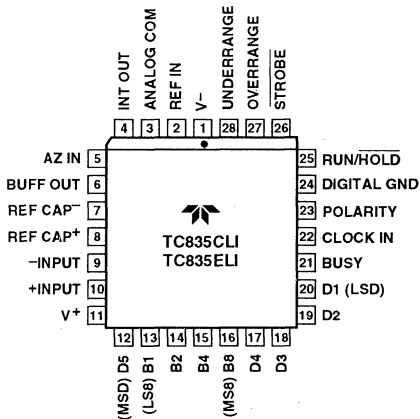 INT OUT
ANALOG COM
REF IN
V−
UNDERRANGE
OVERRANGE
STROBE
4 3 2 1 28 27 26
AZ IN 5
BUFF OUT 6
REF CAP− 7
REF CAP+ 8
−INPUT 9
+INPUT 10
V+ 11
TC835CLI
TC835ELI
25 RUN/HOLD
24 DIGITAL GND
23 POLARITY
22 CLOCK IN
21 BUSY
20 D1 (LSD)
19 D2
12 13 14 15 16 17 18
(MSD) D5
(LS8) B1
B2
B4
(MS8) B8
D4
D3